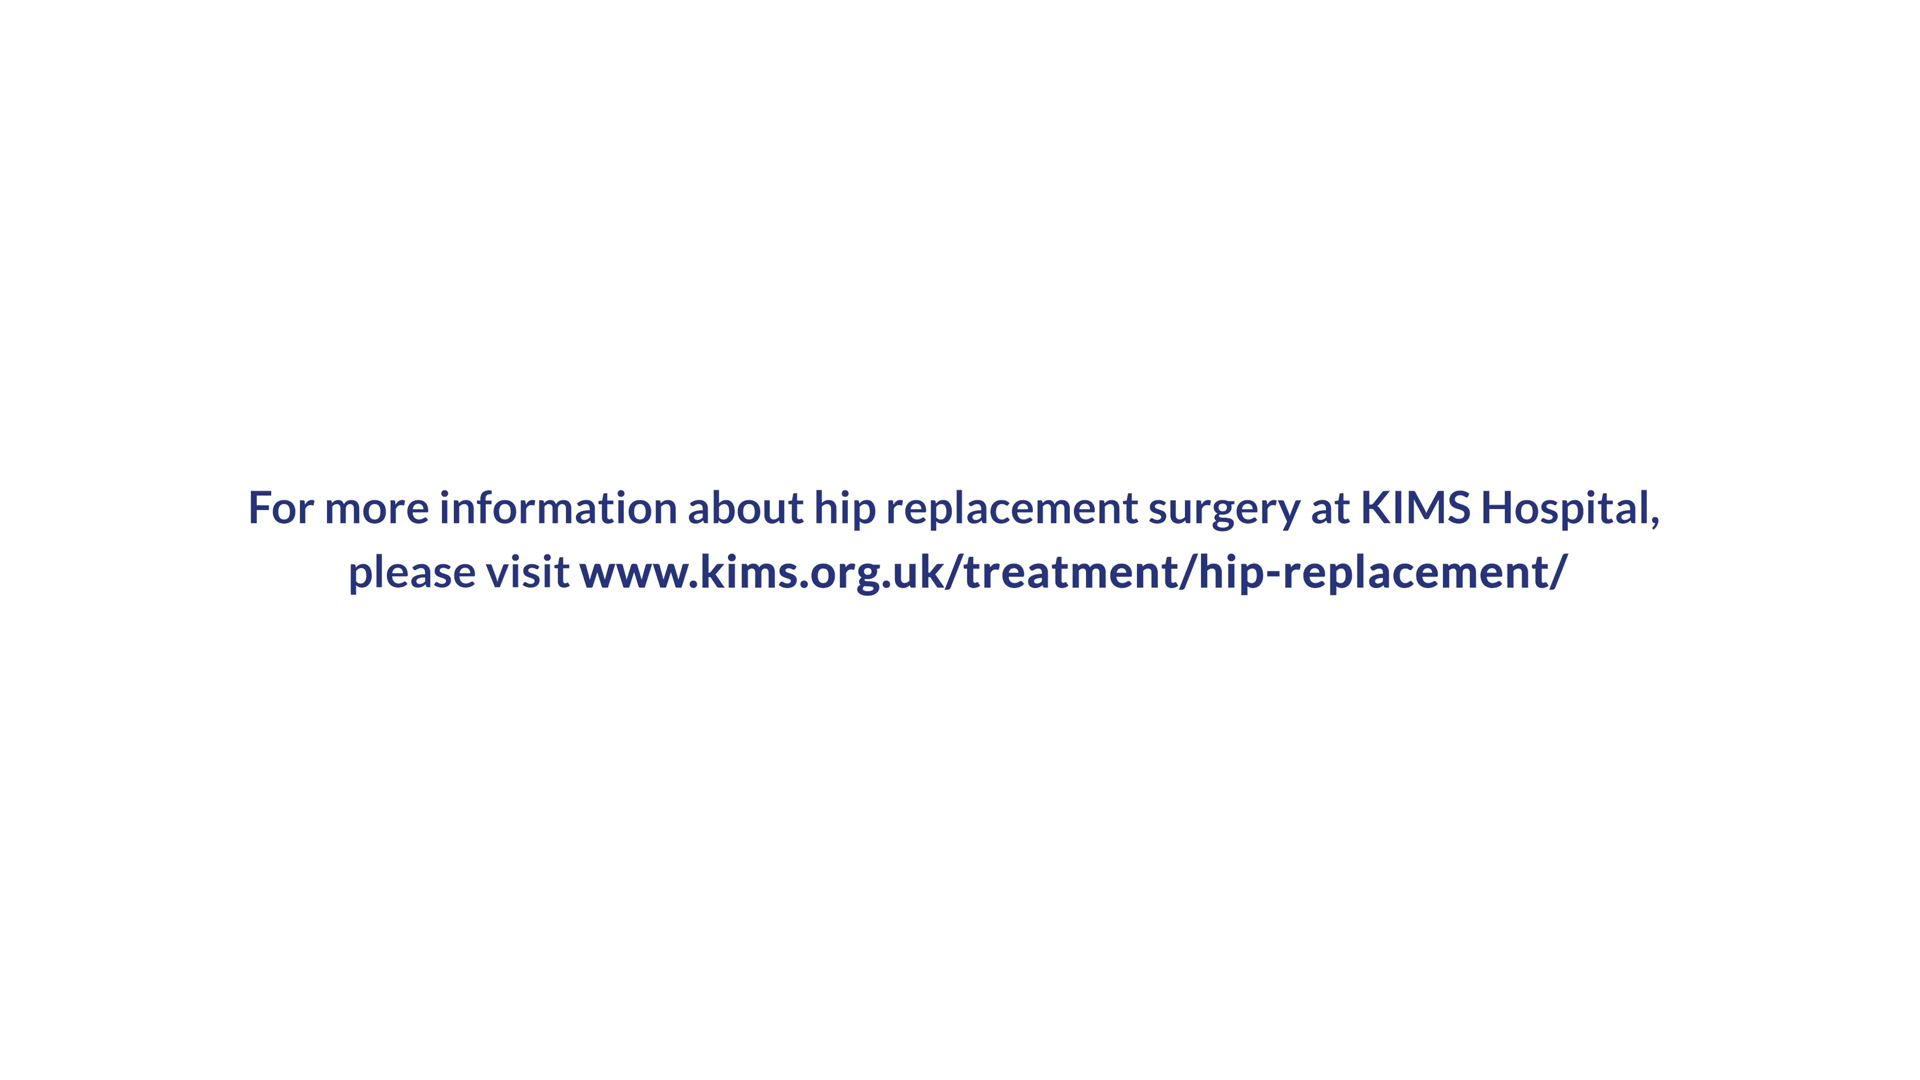 For more information about hip replacement surgery at KIMS Hospital,
please visit www.kims.org.uk/treatment/hip-replacement/